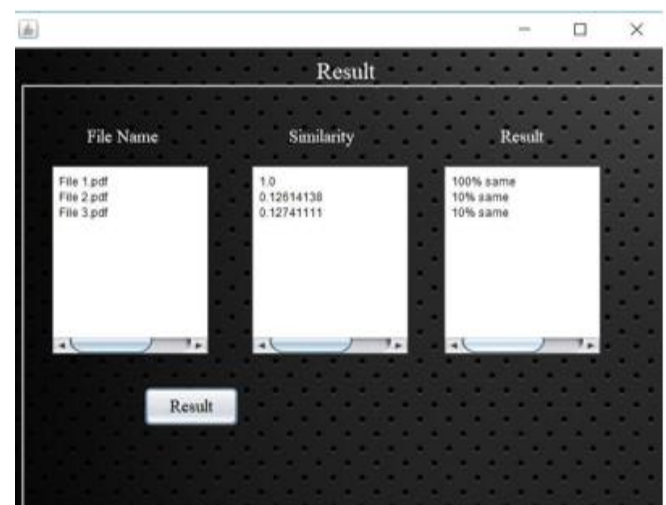 Result
File Name
Similarity
Result
File 1.pdf
File 2.pdf
File 3.pdf
1.0
0.12614138
0.12741111
100% same
10% same
10% same
Result